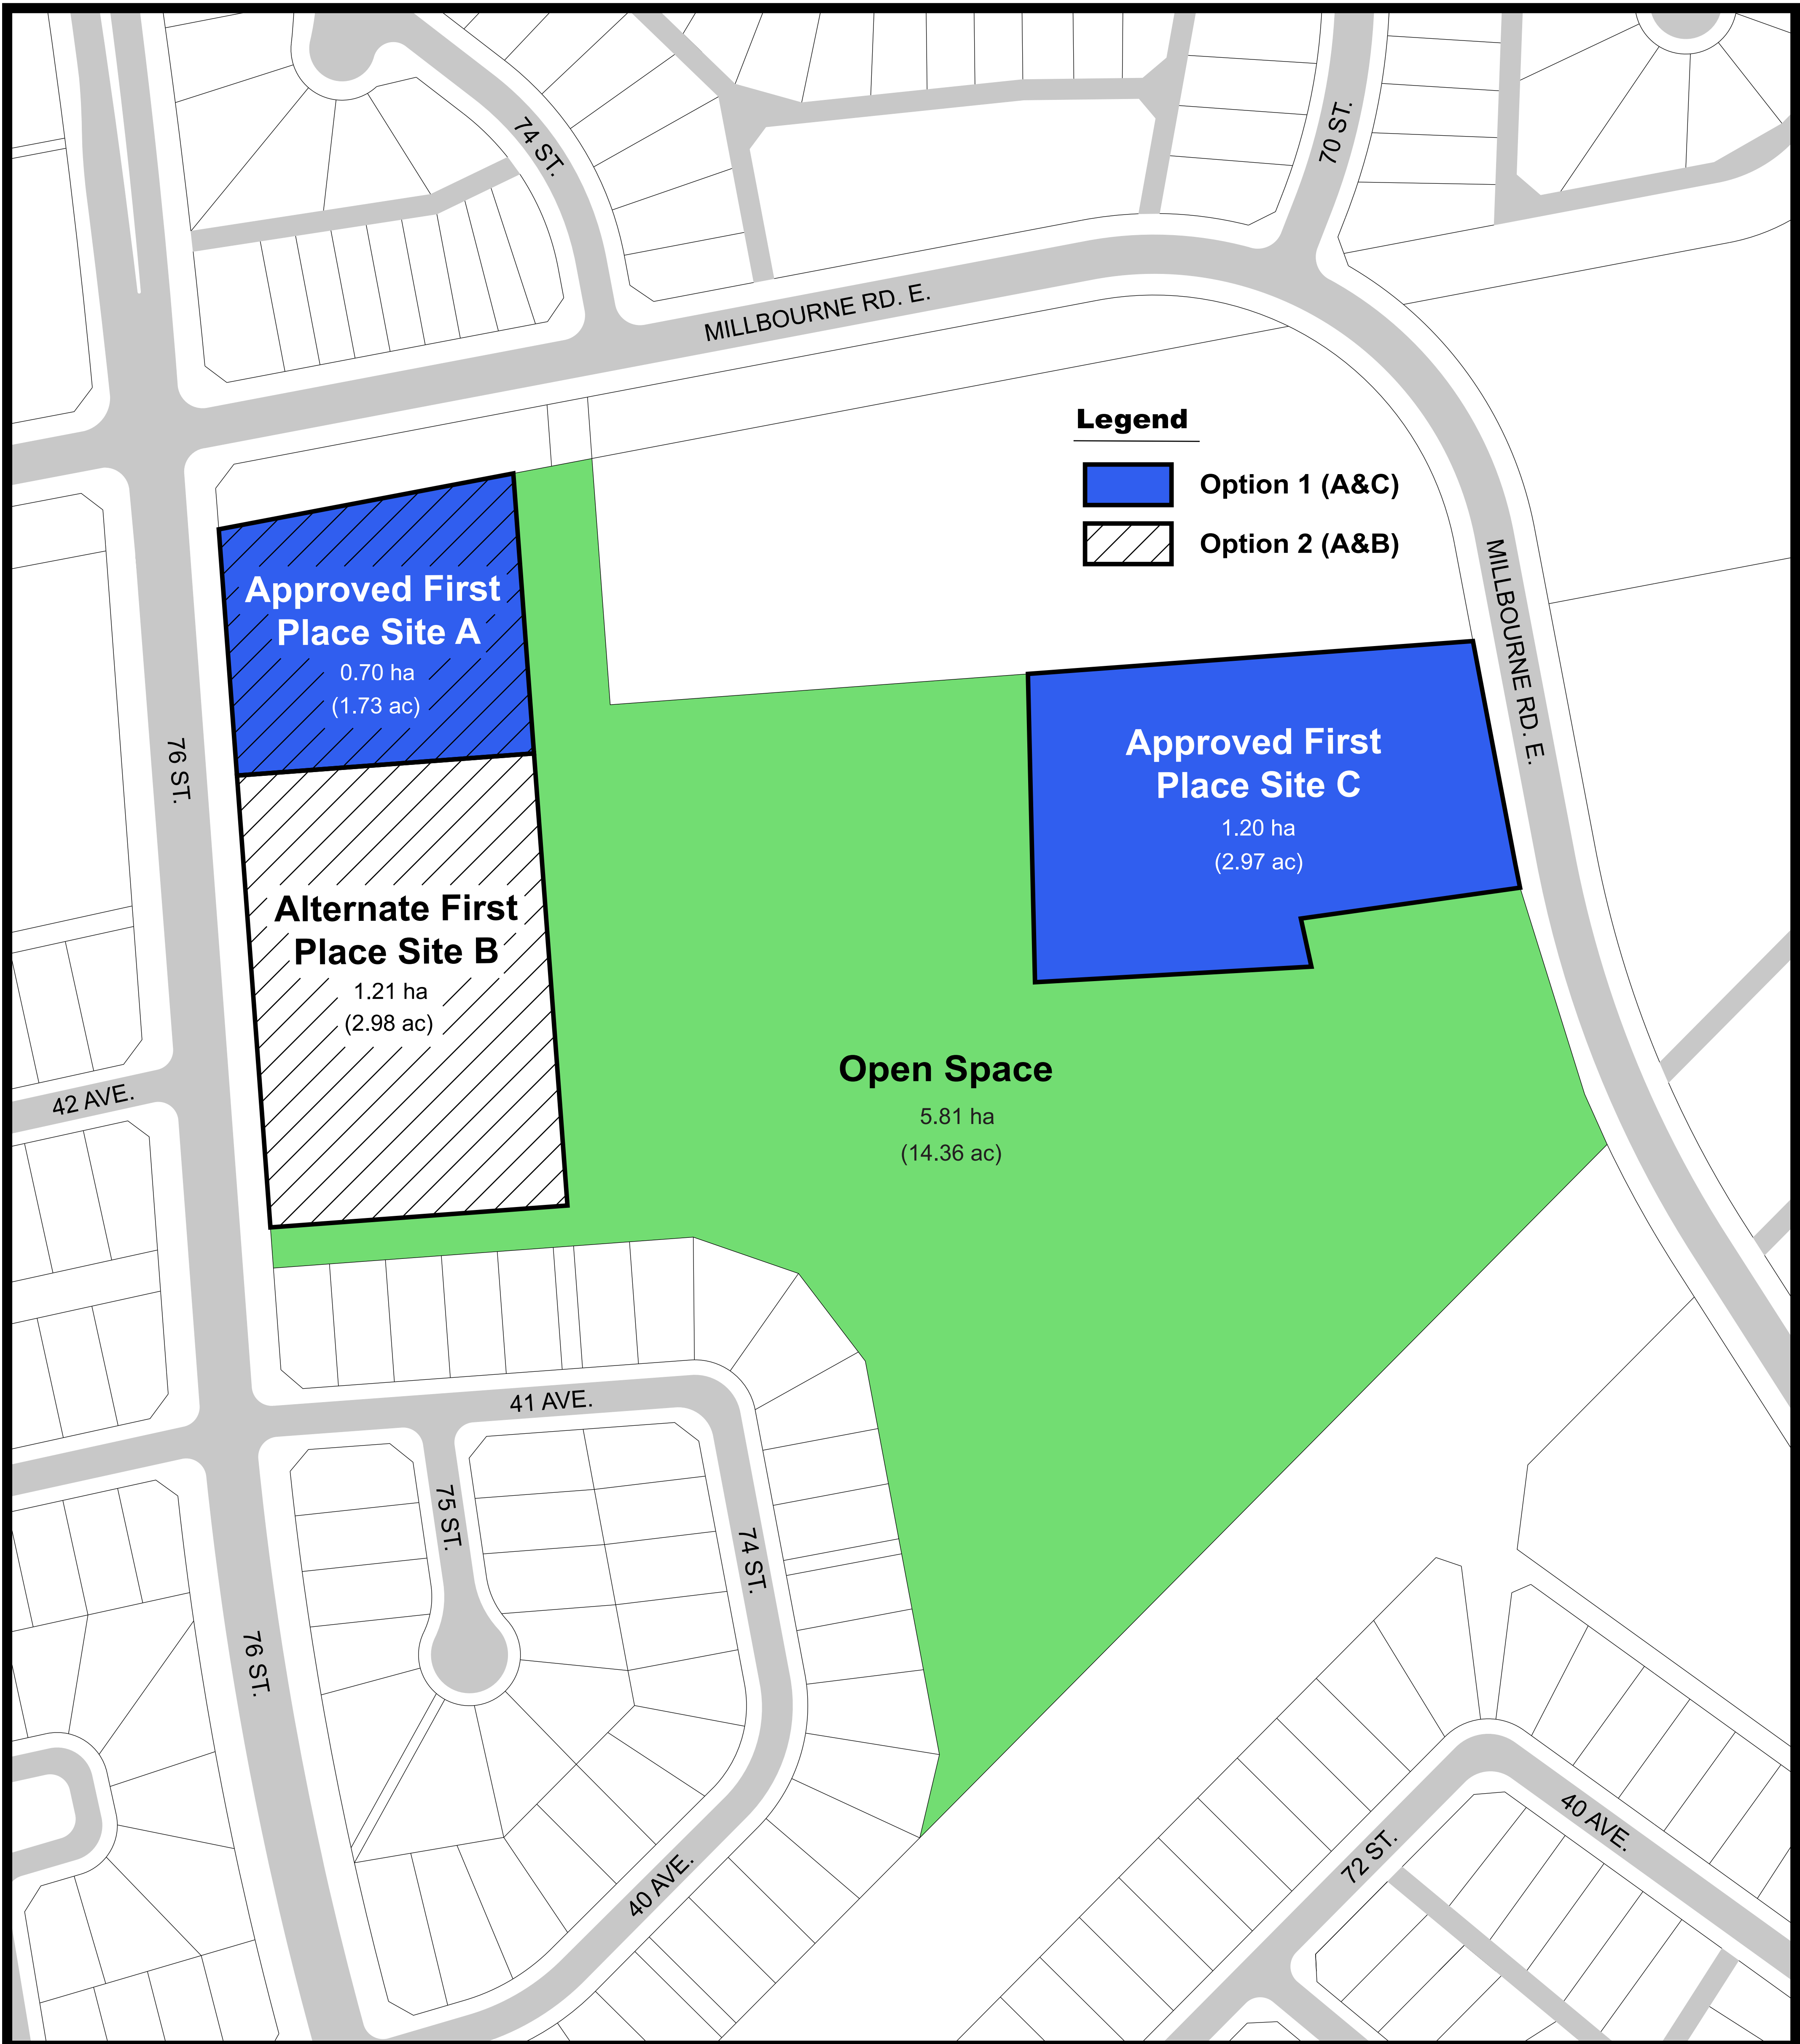 74 ST.
70 ST.
MILLBOURNE RD. E.
Legend
Option 1 (A&C)
Option 2 (A&B)
Approved First
Place Site A
0.70 ha
(1.73 ac)
MILLBOURNE RD. E.
76 ST.
Approved First
Place Site C
1.20 ha
(2.97 ac)
Alternate First
Place Site B
1.21 ha
(2.98 ac)
42 AVE.
Open Space
5.81 ha
(14.36 ac)
41 AVE.
75 ST.
74 ST.
76 ST.
40 AVE.
72 ST.
40 AVE.